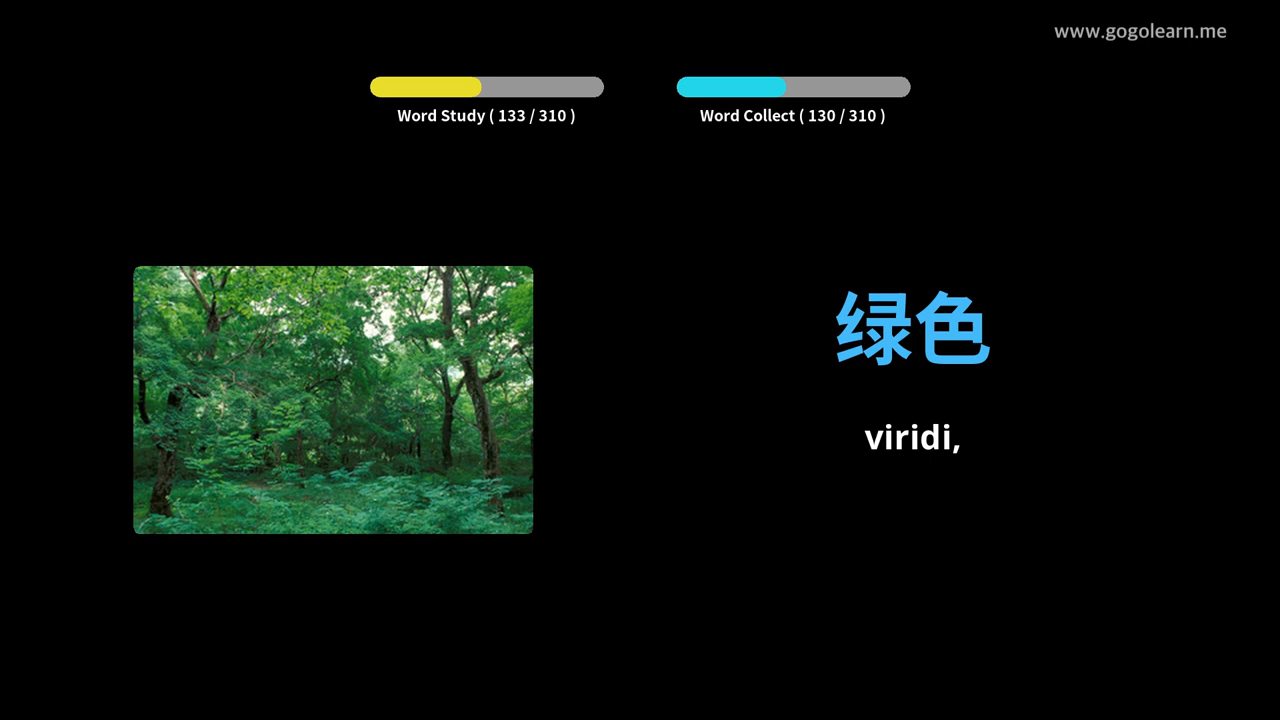 www.gogolearn.me
Word Study ( 133 / 310 )
Word Collect ( 130 / 310 )
绿色
viridi,